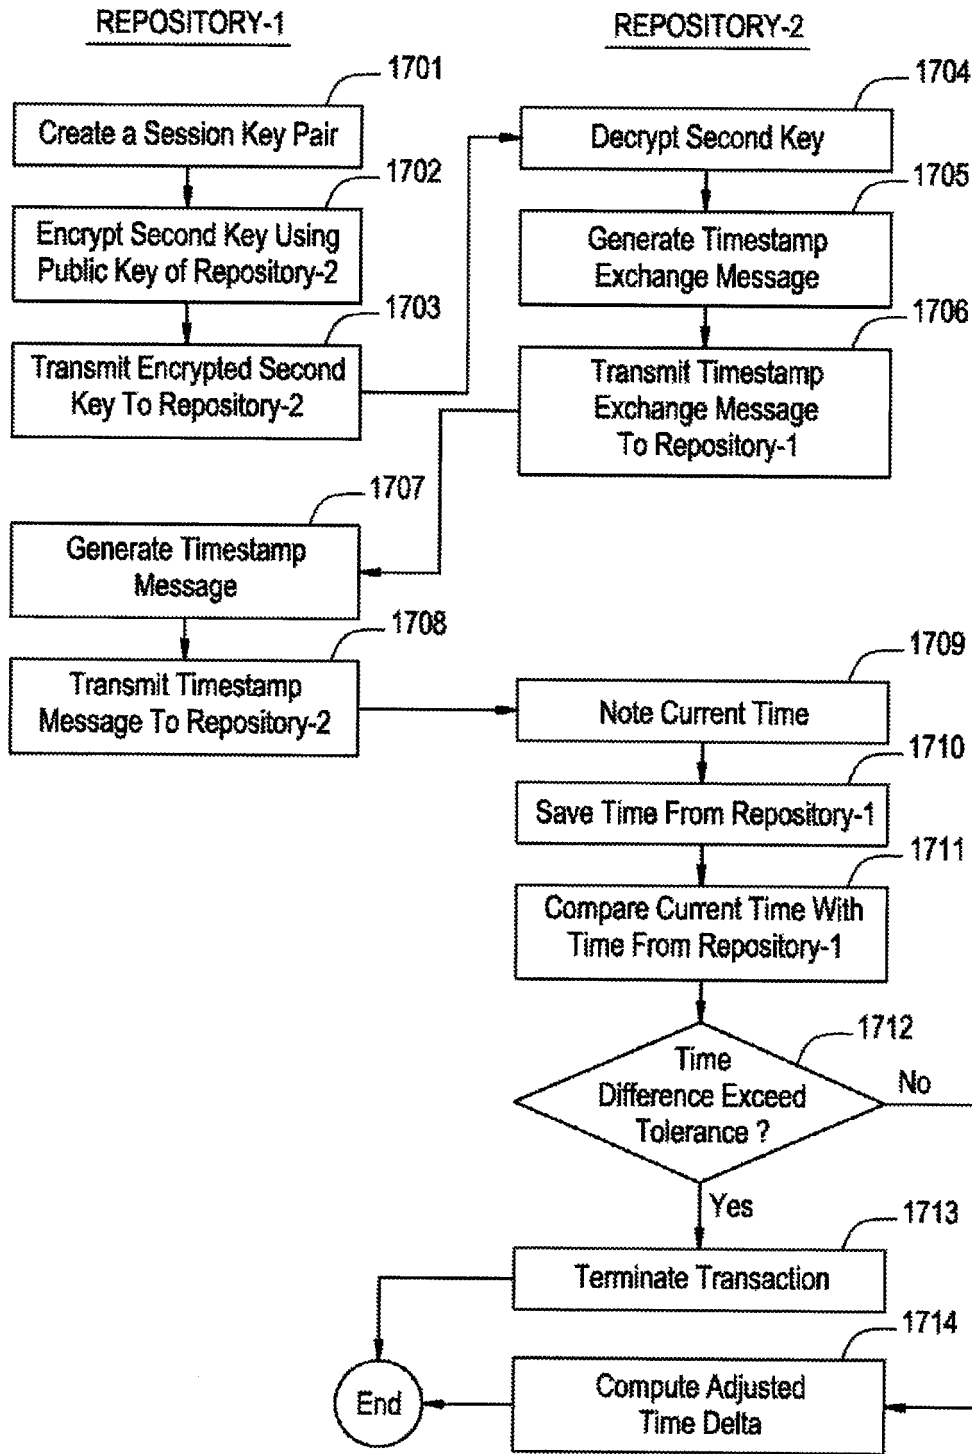 REPOSITORY-1
REPOSITORY-2
1701
Create a Session Key Pair
1702
Encrypt Second Key Using
Public Key of Repository-2
1703
Transmit Encrypted Second
Key To Repository-2
1704
Decrypt Second Key
1705
Generate Timestamp
Exchange Message
1706
Transmit Timestamp
Exchange Message
To Repository-1
1707
Generate Timestamp
Message
1708
Transmit Timestamp
Message To Repository-2
1709
Note Current Time
1710
Save Time From Repository-1
1711
Compare Current Time With
Time From Repository-1
1712
Time
Difference Exceed
Tolerance ?
No
Yes
1713
Terminate Transaction
1714
Compute Adjusted
Time Delta
End